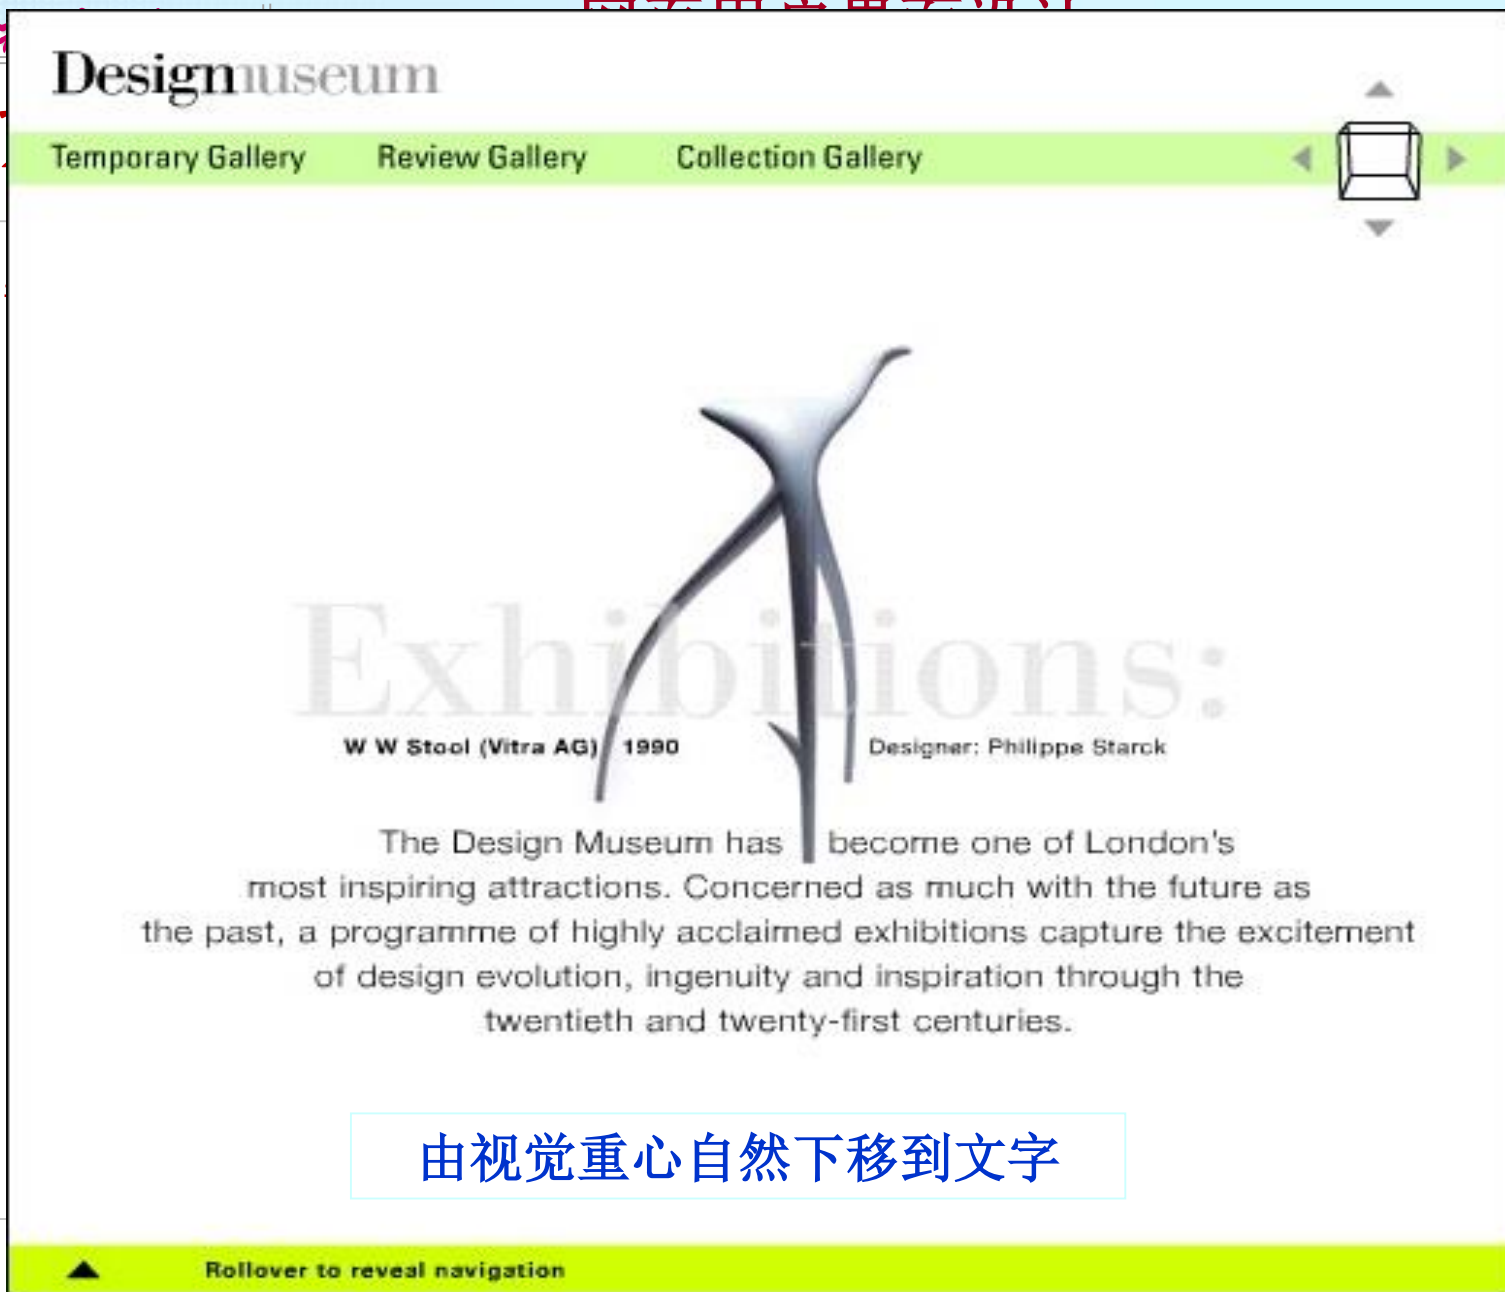 Designmuseum
Temporary Gallery Review Gallery Collection Gallery
Exhibitions:
W W Stool (Vitra AG) 1990 Designer: Philippe Starck
The Design Museum has become one of London's
most inspiring attractions. Concerned as much with the future as
the past, a programme of highly acclaimed exhibitions capture the excitement
of design evolution, ingenuity and inspiration through the
twentieth and twenty-first centuries.
由视觉重心自然下移到文字
Rollover to reveal navigation